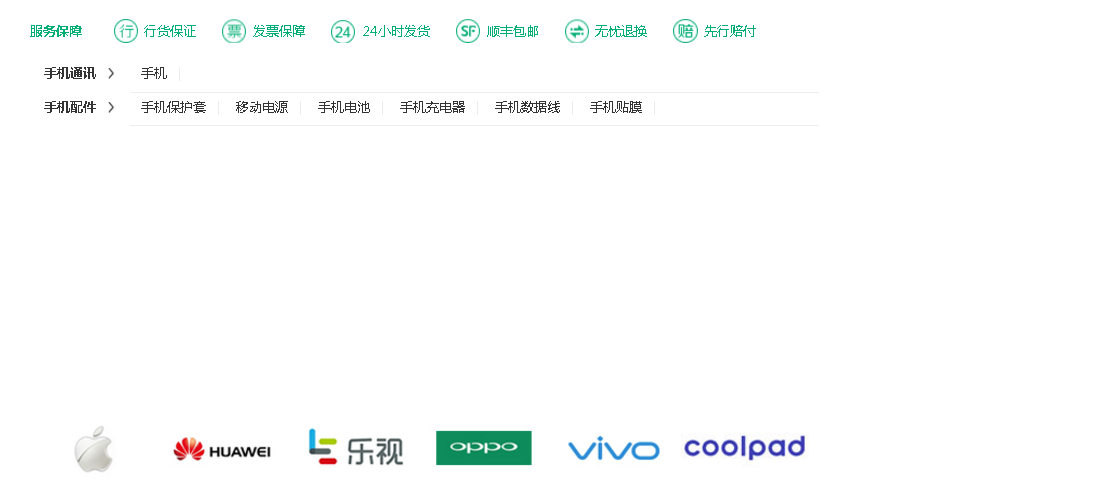 服务保障 行 行货保证 票 发票保障 24 24小时发货 SF 顺丰包邮 无忧退换 赔 先行赔付
手机通讯 手机
手机配件 手机保护套 移动电源 手机电池 手机充电器 手机数据线 手机贴膜
HUAWEI 乐视 OPPO vivo coolpad